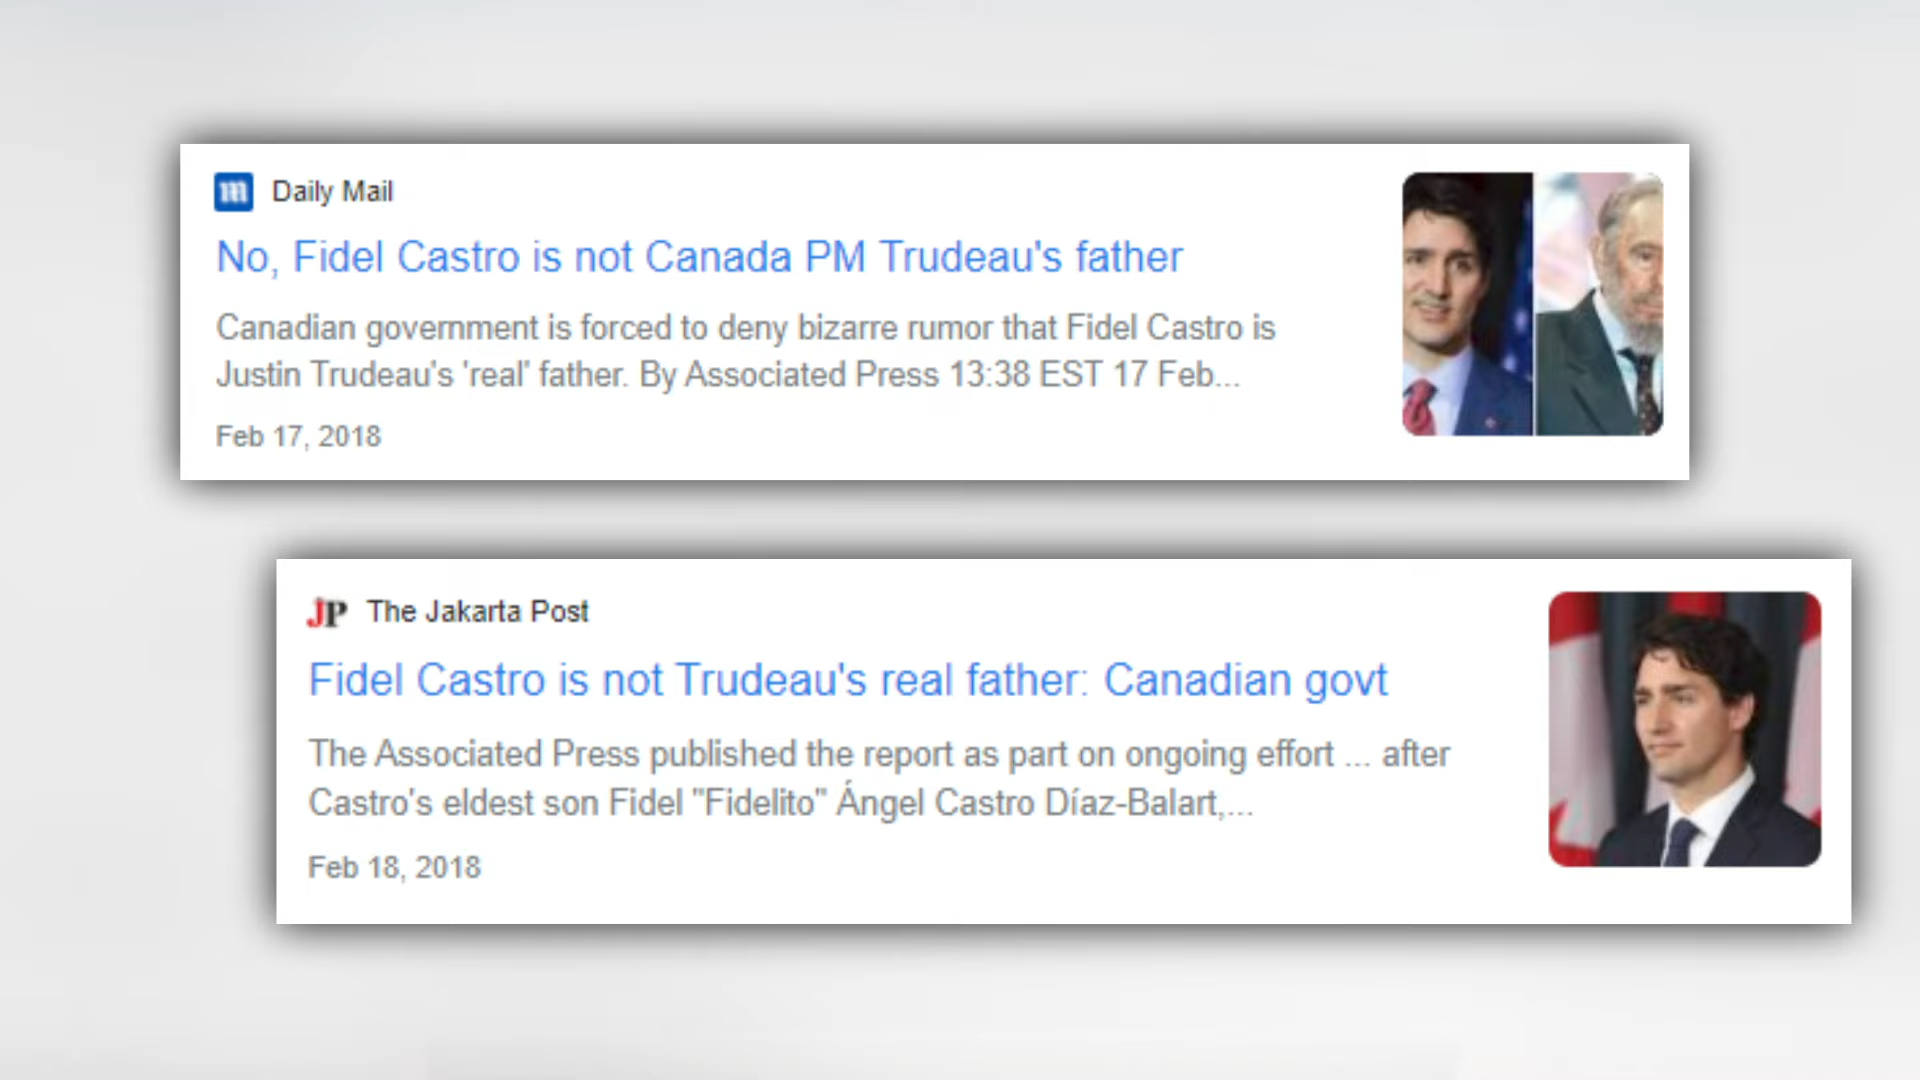 m Daily Mail
No, Fidel Castro is not Canada PM Trudeau's father
Canadian government is forced to deny bizarre rumor that Fidel Castro is
Justin Trudeau's 'real' father. By Associated Press 13:38 EST 17 Feb...
Feb 17, 2018
JP The Jakarta Post
Fidel Castro is not Trudeau's real father: Canadian govt
The Associated Press published the report as part on ongoing effort ... after
Castro's eldest son Fidel "Fidelito" Ángel Castro Díaz-Balart,...
Feb 18, 2018